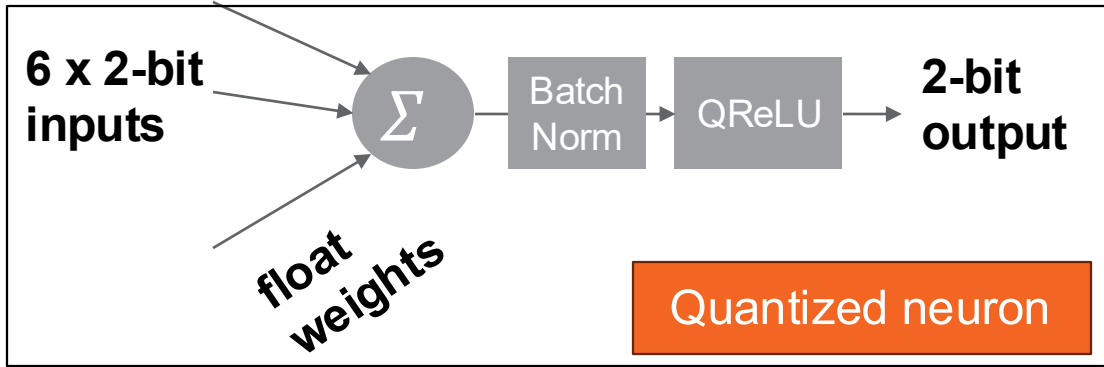 6 x 2-bit
inputs
Σ
Batch
Norm
QReLU
2-bit
output
float
weights
Quantized neuron